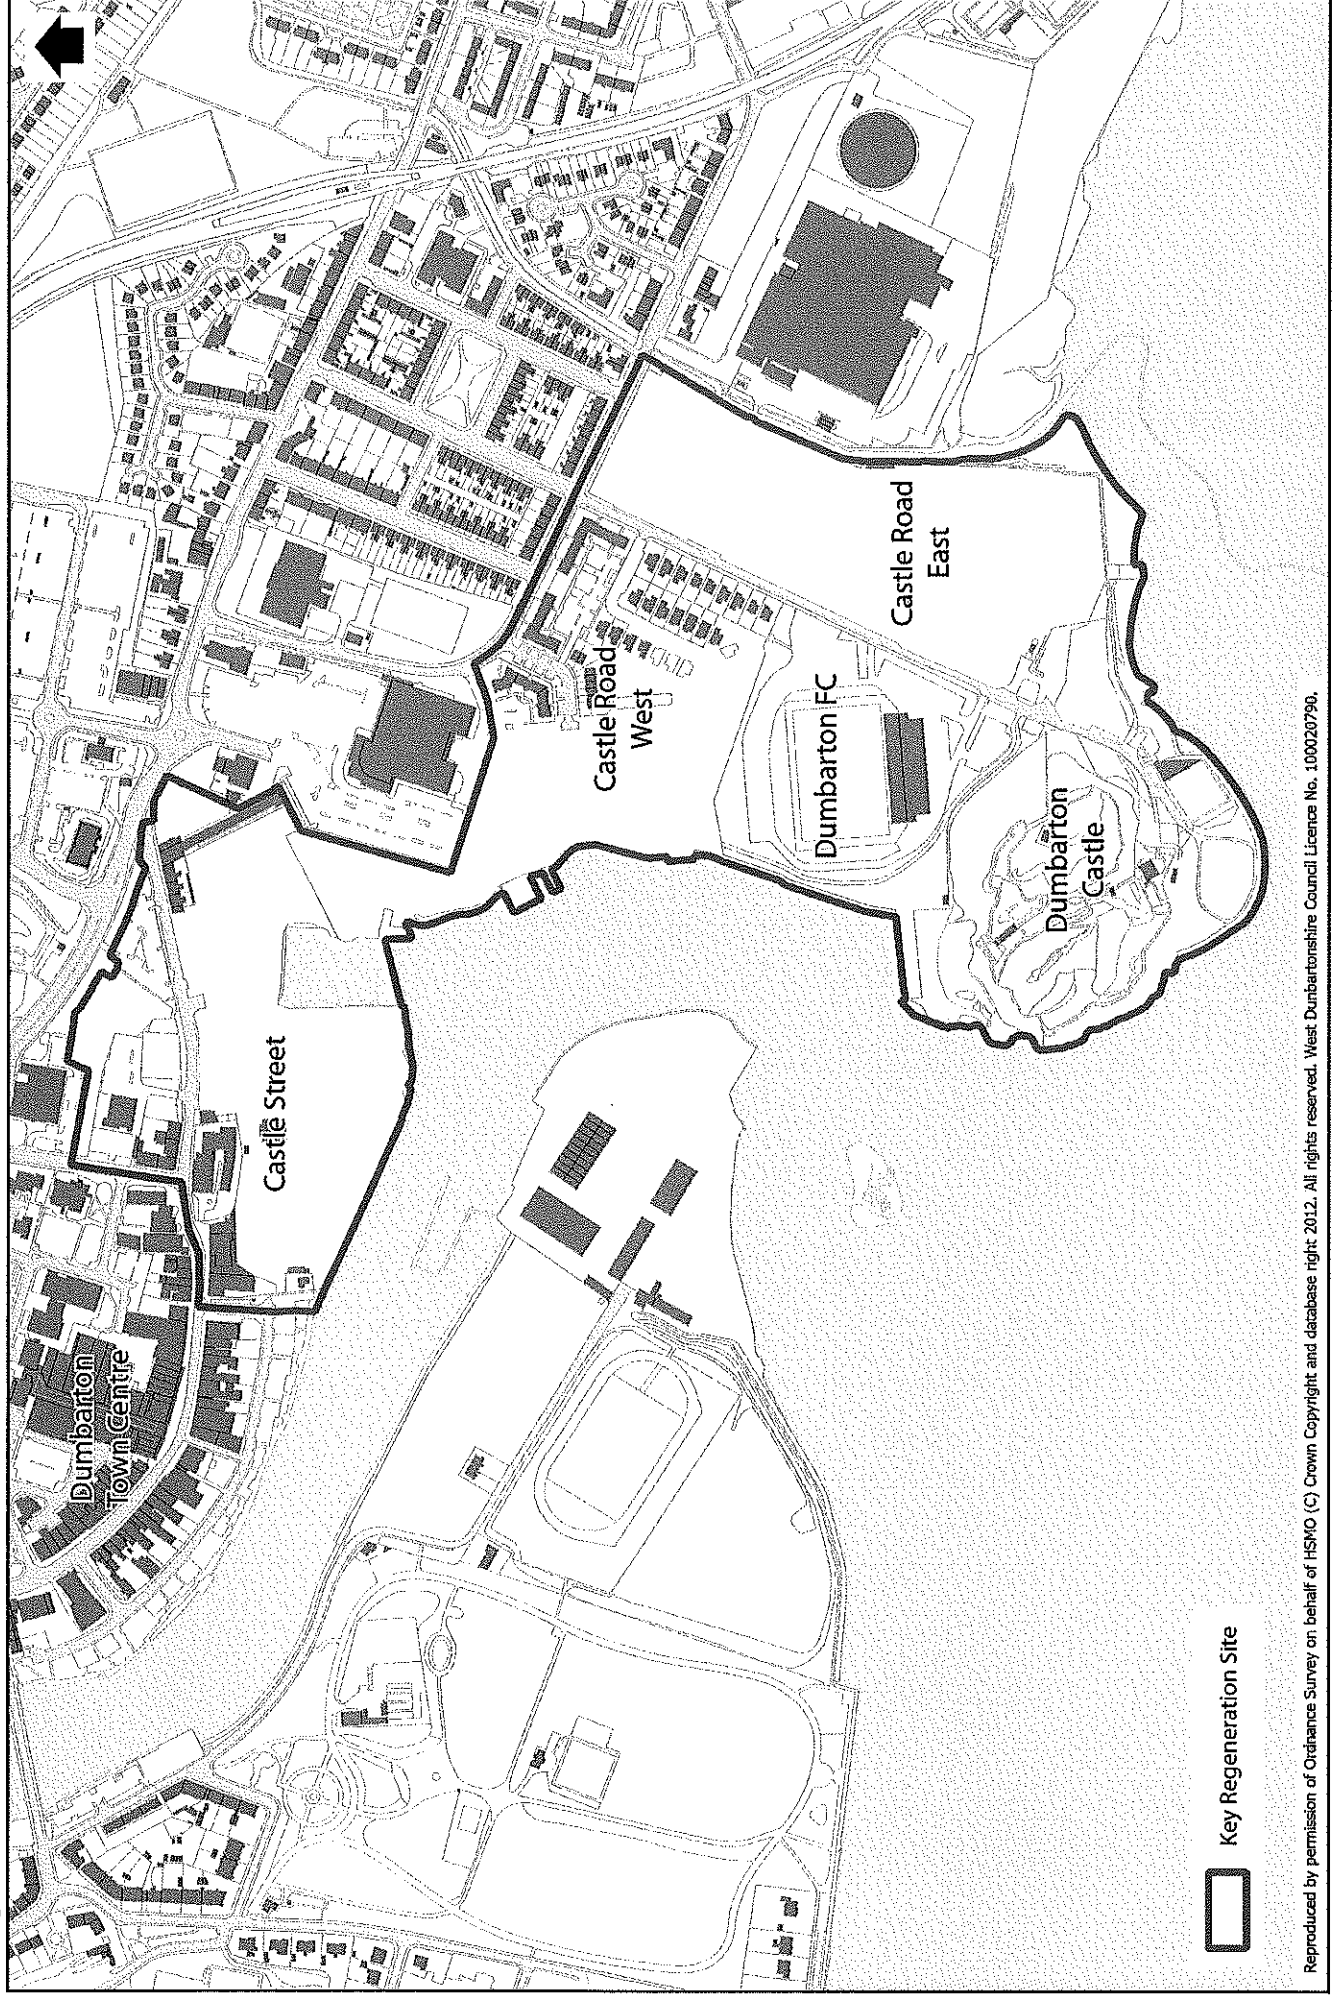 Dumbarton
Town Centre
Castle Street
Castle Road
West
Dumbarton FC
Castle Road
East
Dumbarton
Castle
Key Regeneration Site
Reproduced by permission of Ordnance Survey on behalf of HSMO (C) Crown Copyright and database right 2012. All rights reserved. West Dunbartonshire Council Licence No. 100020790.